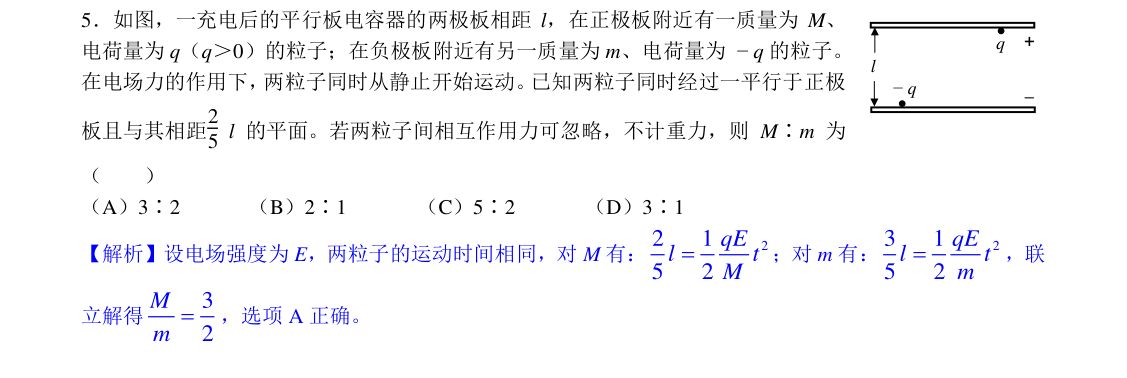 5．如图，一充电后的平行板电容器的两极板相距 l，在正极板附近有一质量为 M、
电荷量为 q（q＞0）的粒子；在负极板附近有另一质量为 m、电荷量为 －q 的粒子。
在电场力的作用下，两粒子同时从静止开始运动。已知两粒子同时经过一平行于正极
板且与其相距 2/5 l 的平面。若两粒子间相互作用力可忽略，不计重力，则 M∶m 为
（  ）
（A）3∶2 （B）2∶1 （C）5∶2 （D）3∶1
【解析】设电场强度为 E，两粒子的运动时间相同，对 M 有：2/5 l = 1/2 qE/M t²；对 m 有：3/5 l = 1/2 qE/m t²，联
立解得 M/m = 3/2，选项 A 正确。
q +
l
－q
－